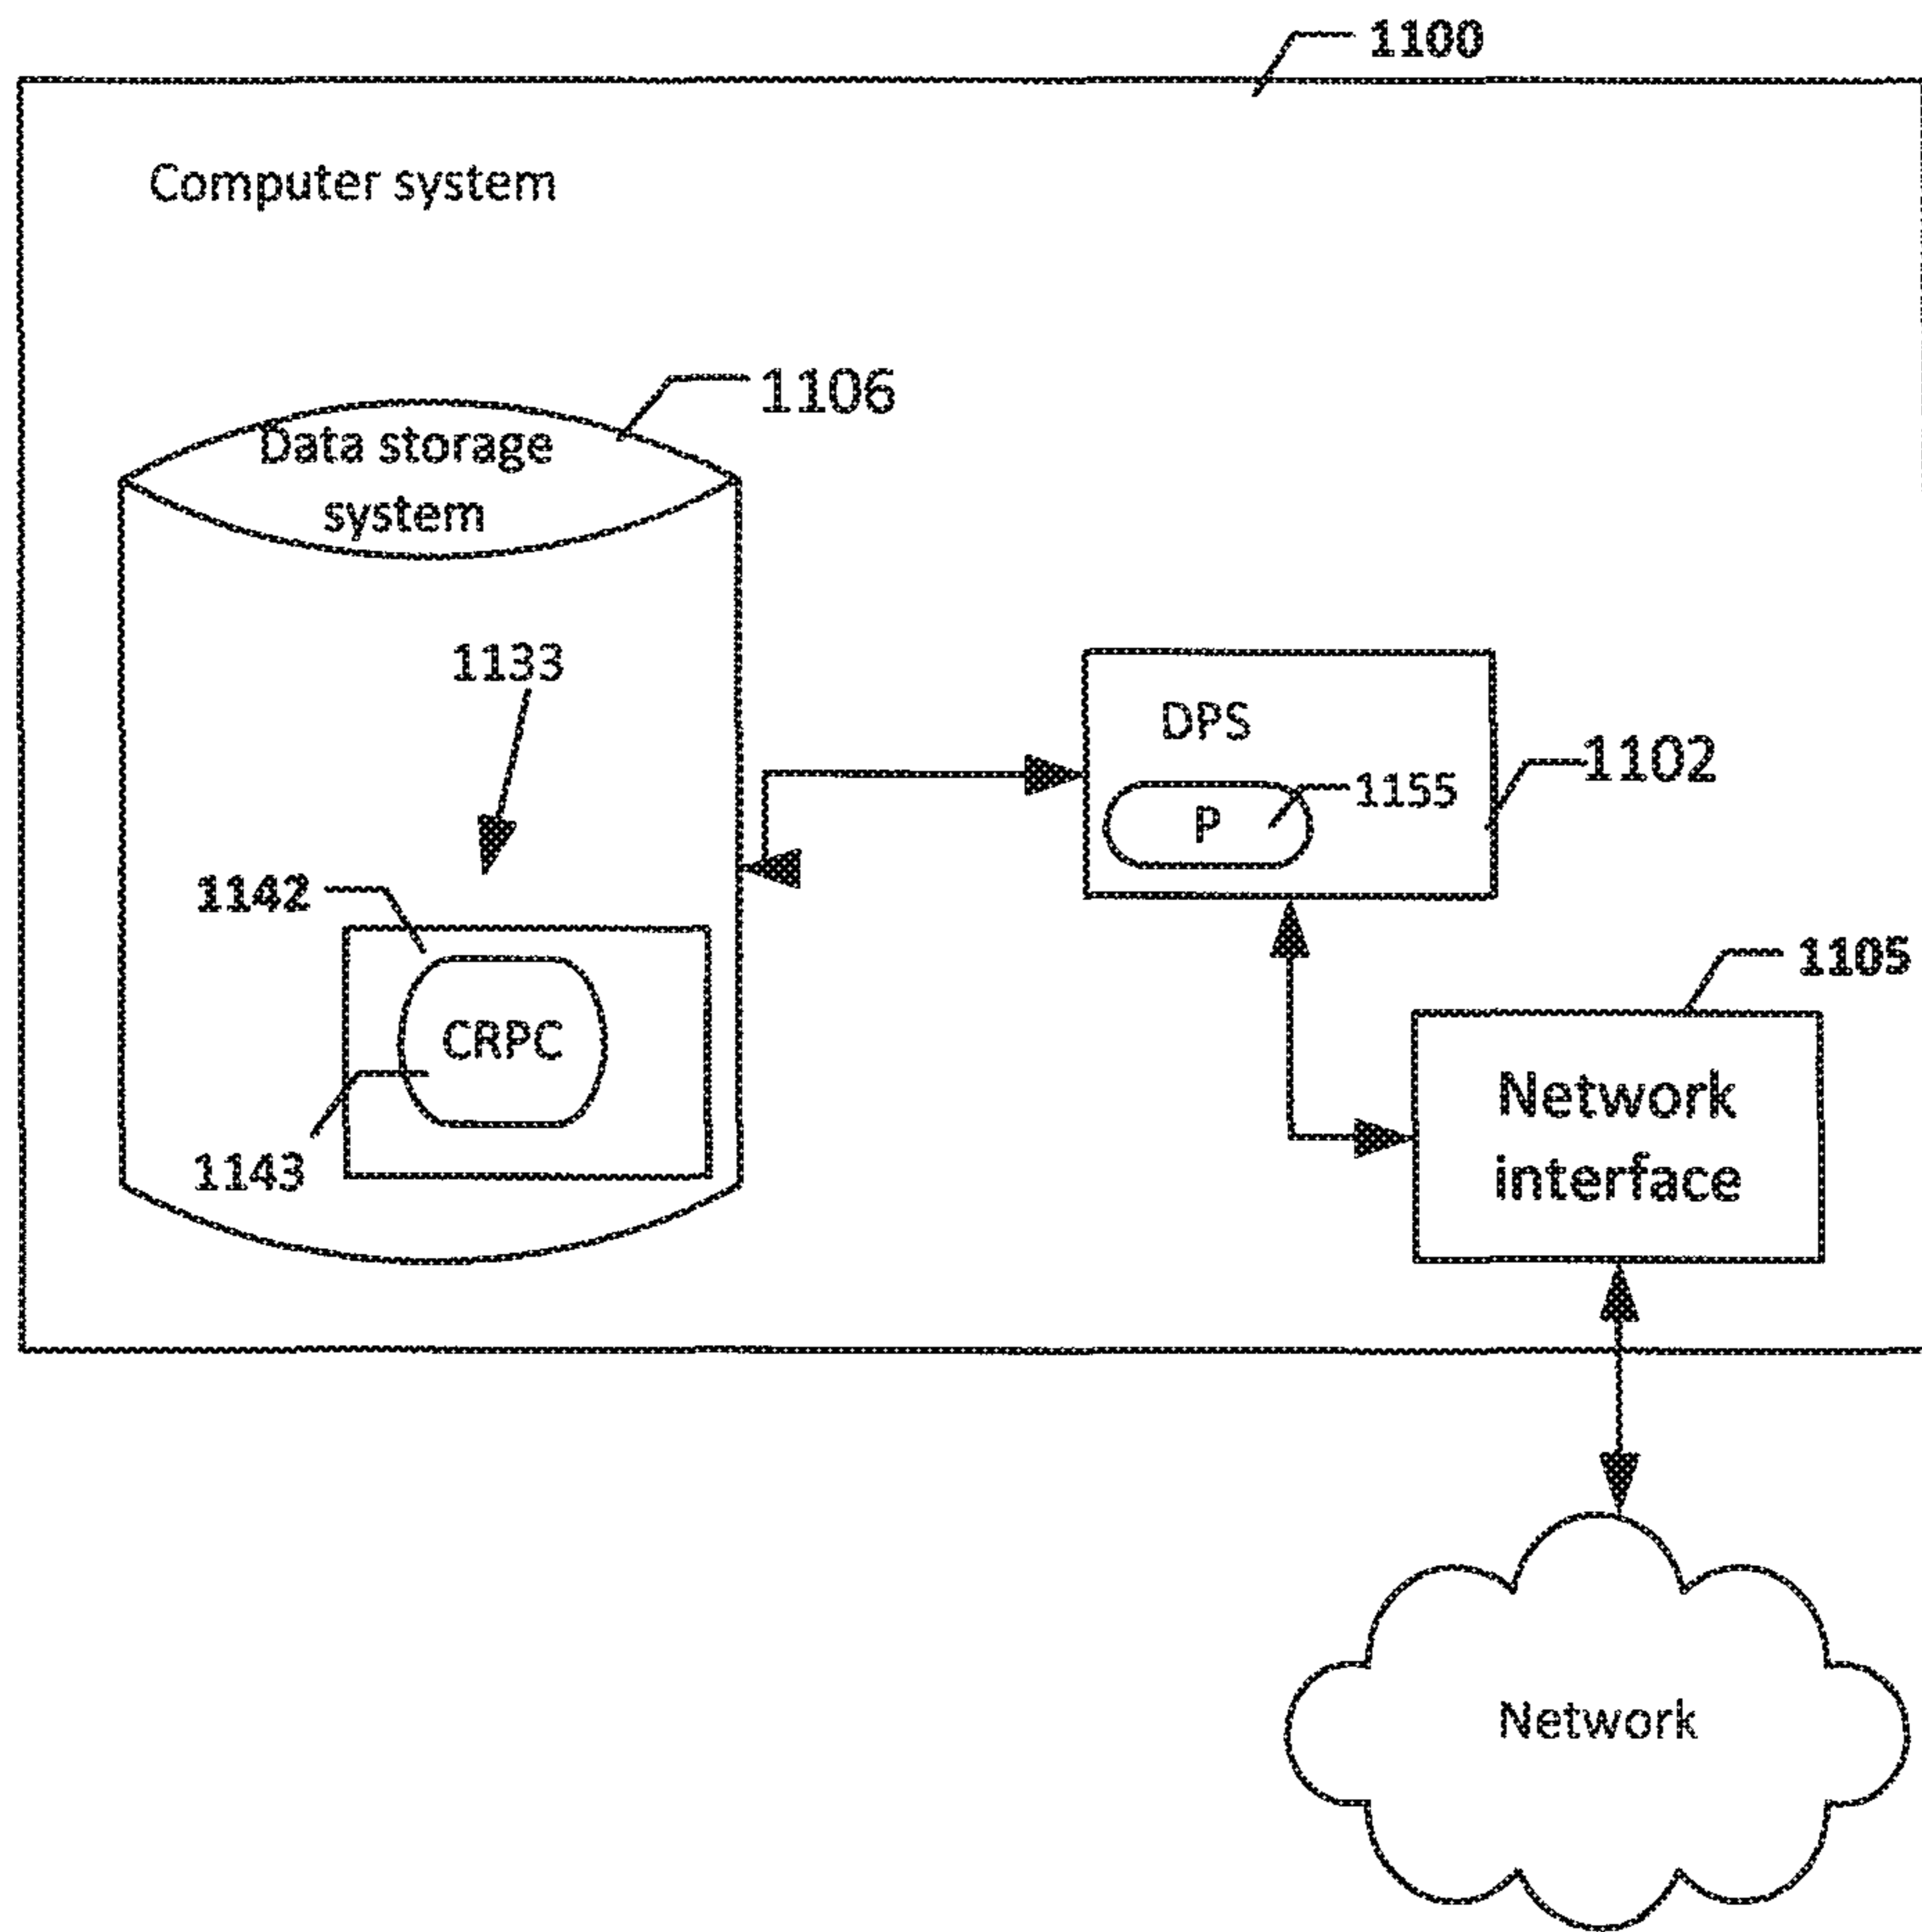 1100
Computer system
1106
Data storage
system
1133
DPS
1102
1155
P
1142
1105
CRPC
Network
interface
1143
Network